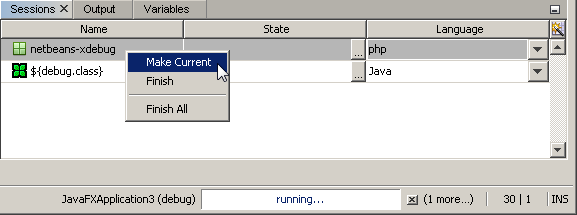 Sessions Output Variables
Name State Language
netbeans-xdebug ... php
Make Current
${debug.class} ... Java
Finish
Finish All
JavaFXApplication3 (debug) running... (1 more...) 30 | 1 INS